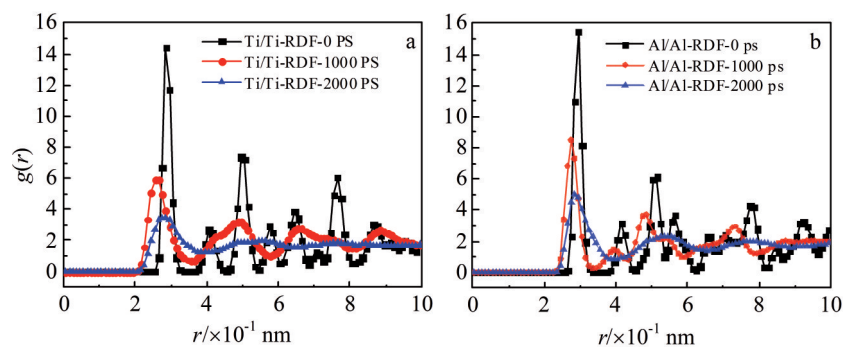 16
14
12
10
8
6
4
2
0
g(r)
Ti/Ti-RDF-0 PS
Ti/Ti-RDF-1000 PS
Ti/Ti-RDF-2000 PS
a
0 2 4 6 8 10
r/×10⁻¹ nm
16
14
12
10
8
6
4
2
0
Al/Al-RDF-0 ps
Al/Al-RDF-1000 ps
Al/Al-RDF-2000 ps
b
0 2 4 6 8 10
r/×10⁻¹ nm